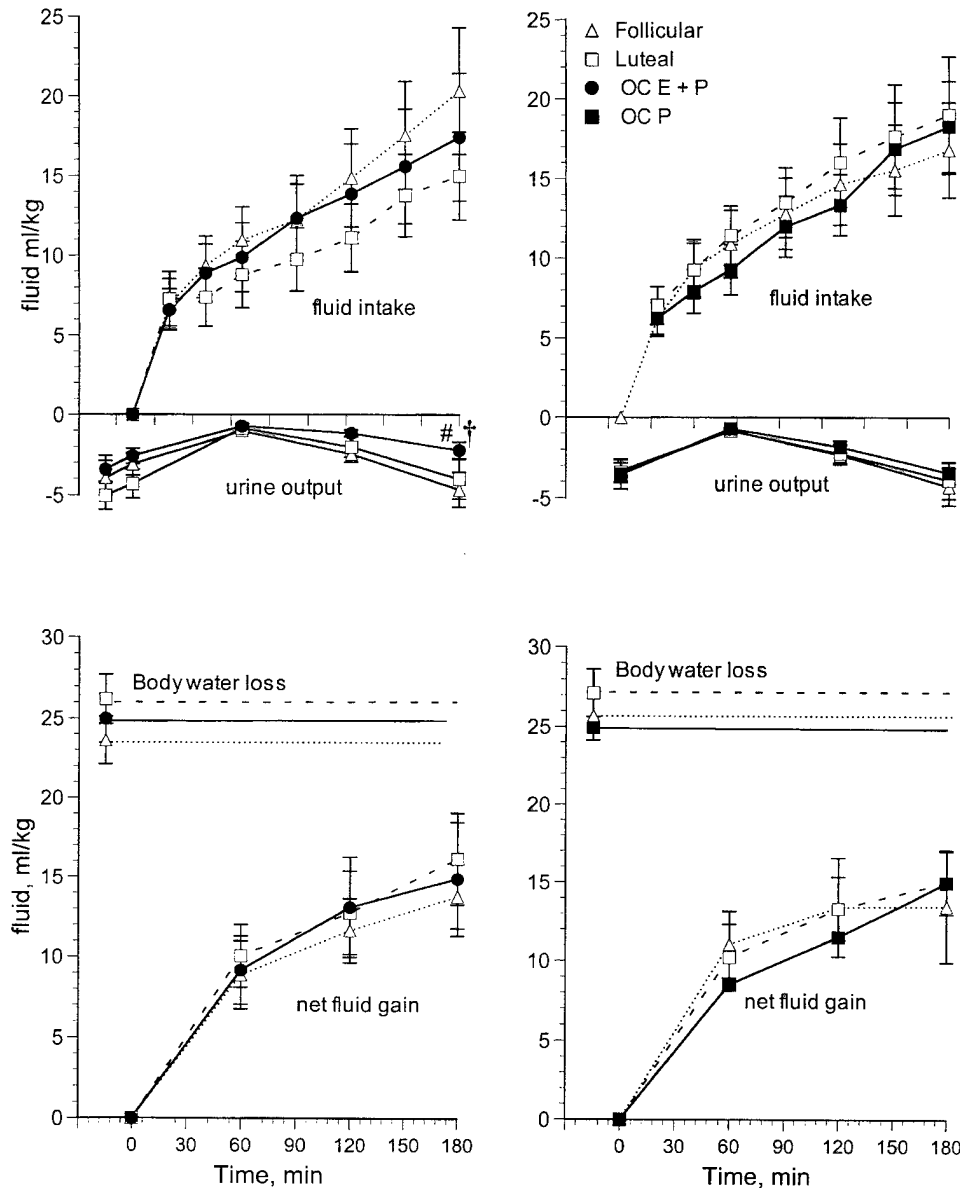 fluid ml/kg
25
20
15
10
5
0
-5
fluid intake
# †
urine output
25
20
15
10
5
0
-5
Follicular
Luteal
OC E + P
OC P
fluid intake
urine output
fluid, ml/kg
30
25
20
15
10
5
0
Body water loss
net fluid gain
0 30 60 90 120 150 180
Time, min
30
25
20
15
10
5
0
Body water loss
net fluid gain
0 30 60 90 120 150 180
Time, min